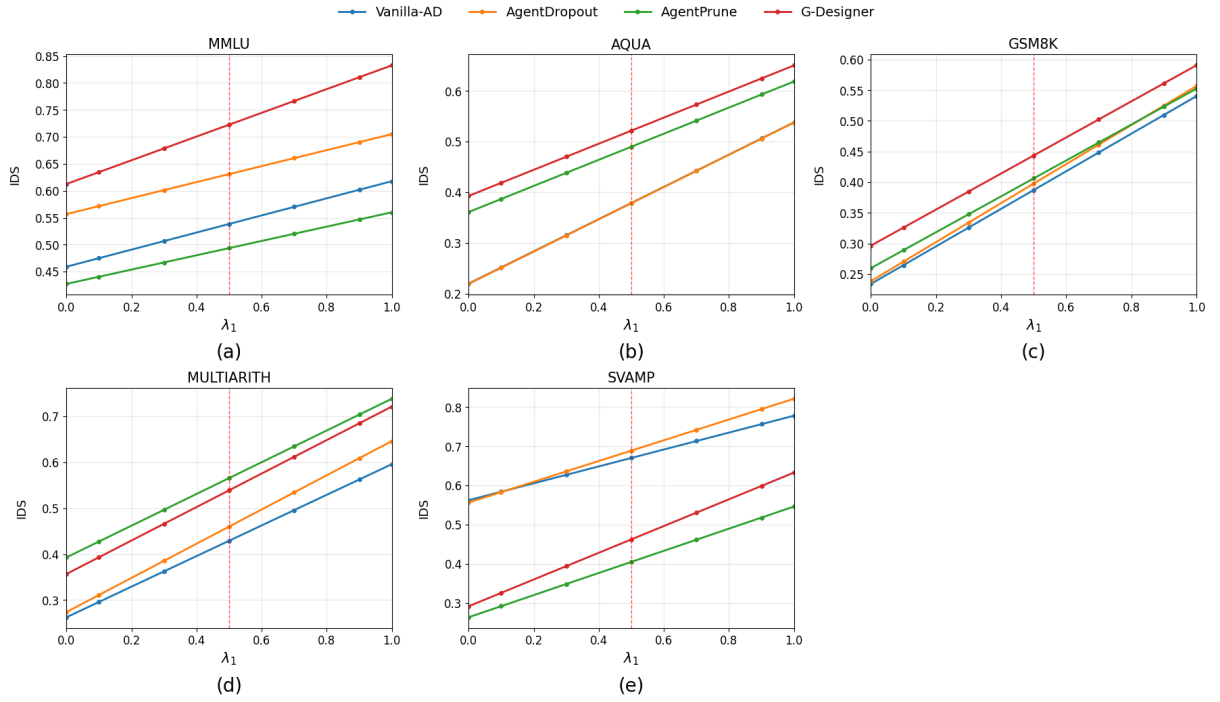 Vanilla-AD AgentDropout AgentPrune G-Designer
MMLU
0.85
0.80
0.75
0.70
0.65
0.60
0.55
0.50
0.45
IDS
0.0 0.2 0.4 0.6 0.8 1.0
λ1
(a)
AQUA
0.6
0.5
0.4
0.3
0.2
IDS
0.0 0.2 0.4 0.6 0.8 1.0
λ1
(b)
GSM8K
0.60
0.55
0.50
0.45
0.40
0.35
0.30
0.25
IDS
0.0 0.2 0.4 0.6 0.8 1.0
λ1
(c)
MULTIARITH
0.7
0.6
0.5
0.4
0.3
IDS
0.0 0.2 0.4 0.6 0.8 1.0
λ1
(d)
SVAMP
0.8
0.7
0.6
0.5
0.4
0.3
IDS
0.0 0.2 0.4 0.6 0.8 1.0
λ1
(e)